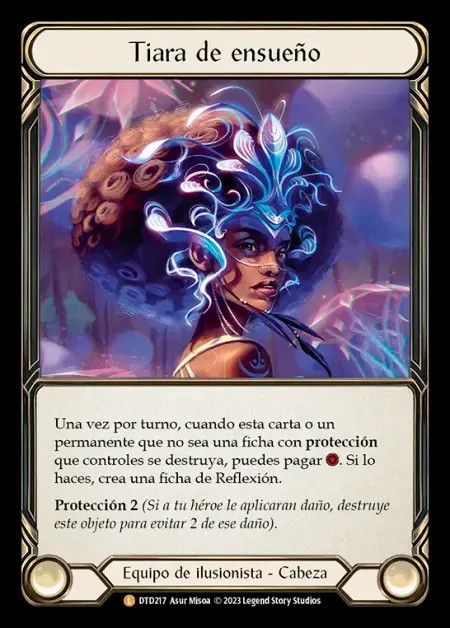 Tiara de ensueño
Una vez por turno, cuando esta carta o un
permanente que no sea una ficha con protección
que controles se destruya, puedes pagar . Si lo
haces, crea una ficha de Reflexión.
Protección 2 (Si a tu héroe le aplicaran daño, destruye
este objeto para evitar 2 de ese daño).
Equipo de ilusionista - Cabeza
L DTD217 Asur Misoa © 2023 Legend Story Studios